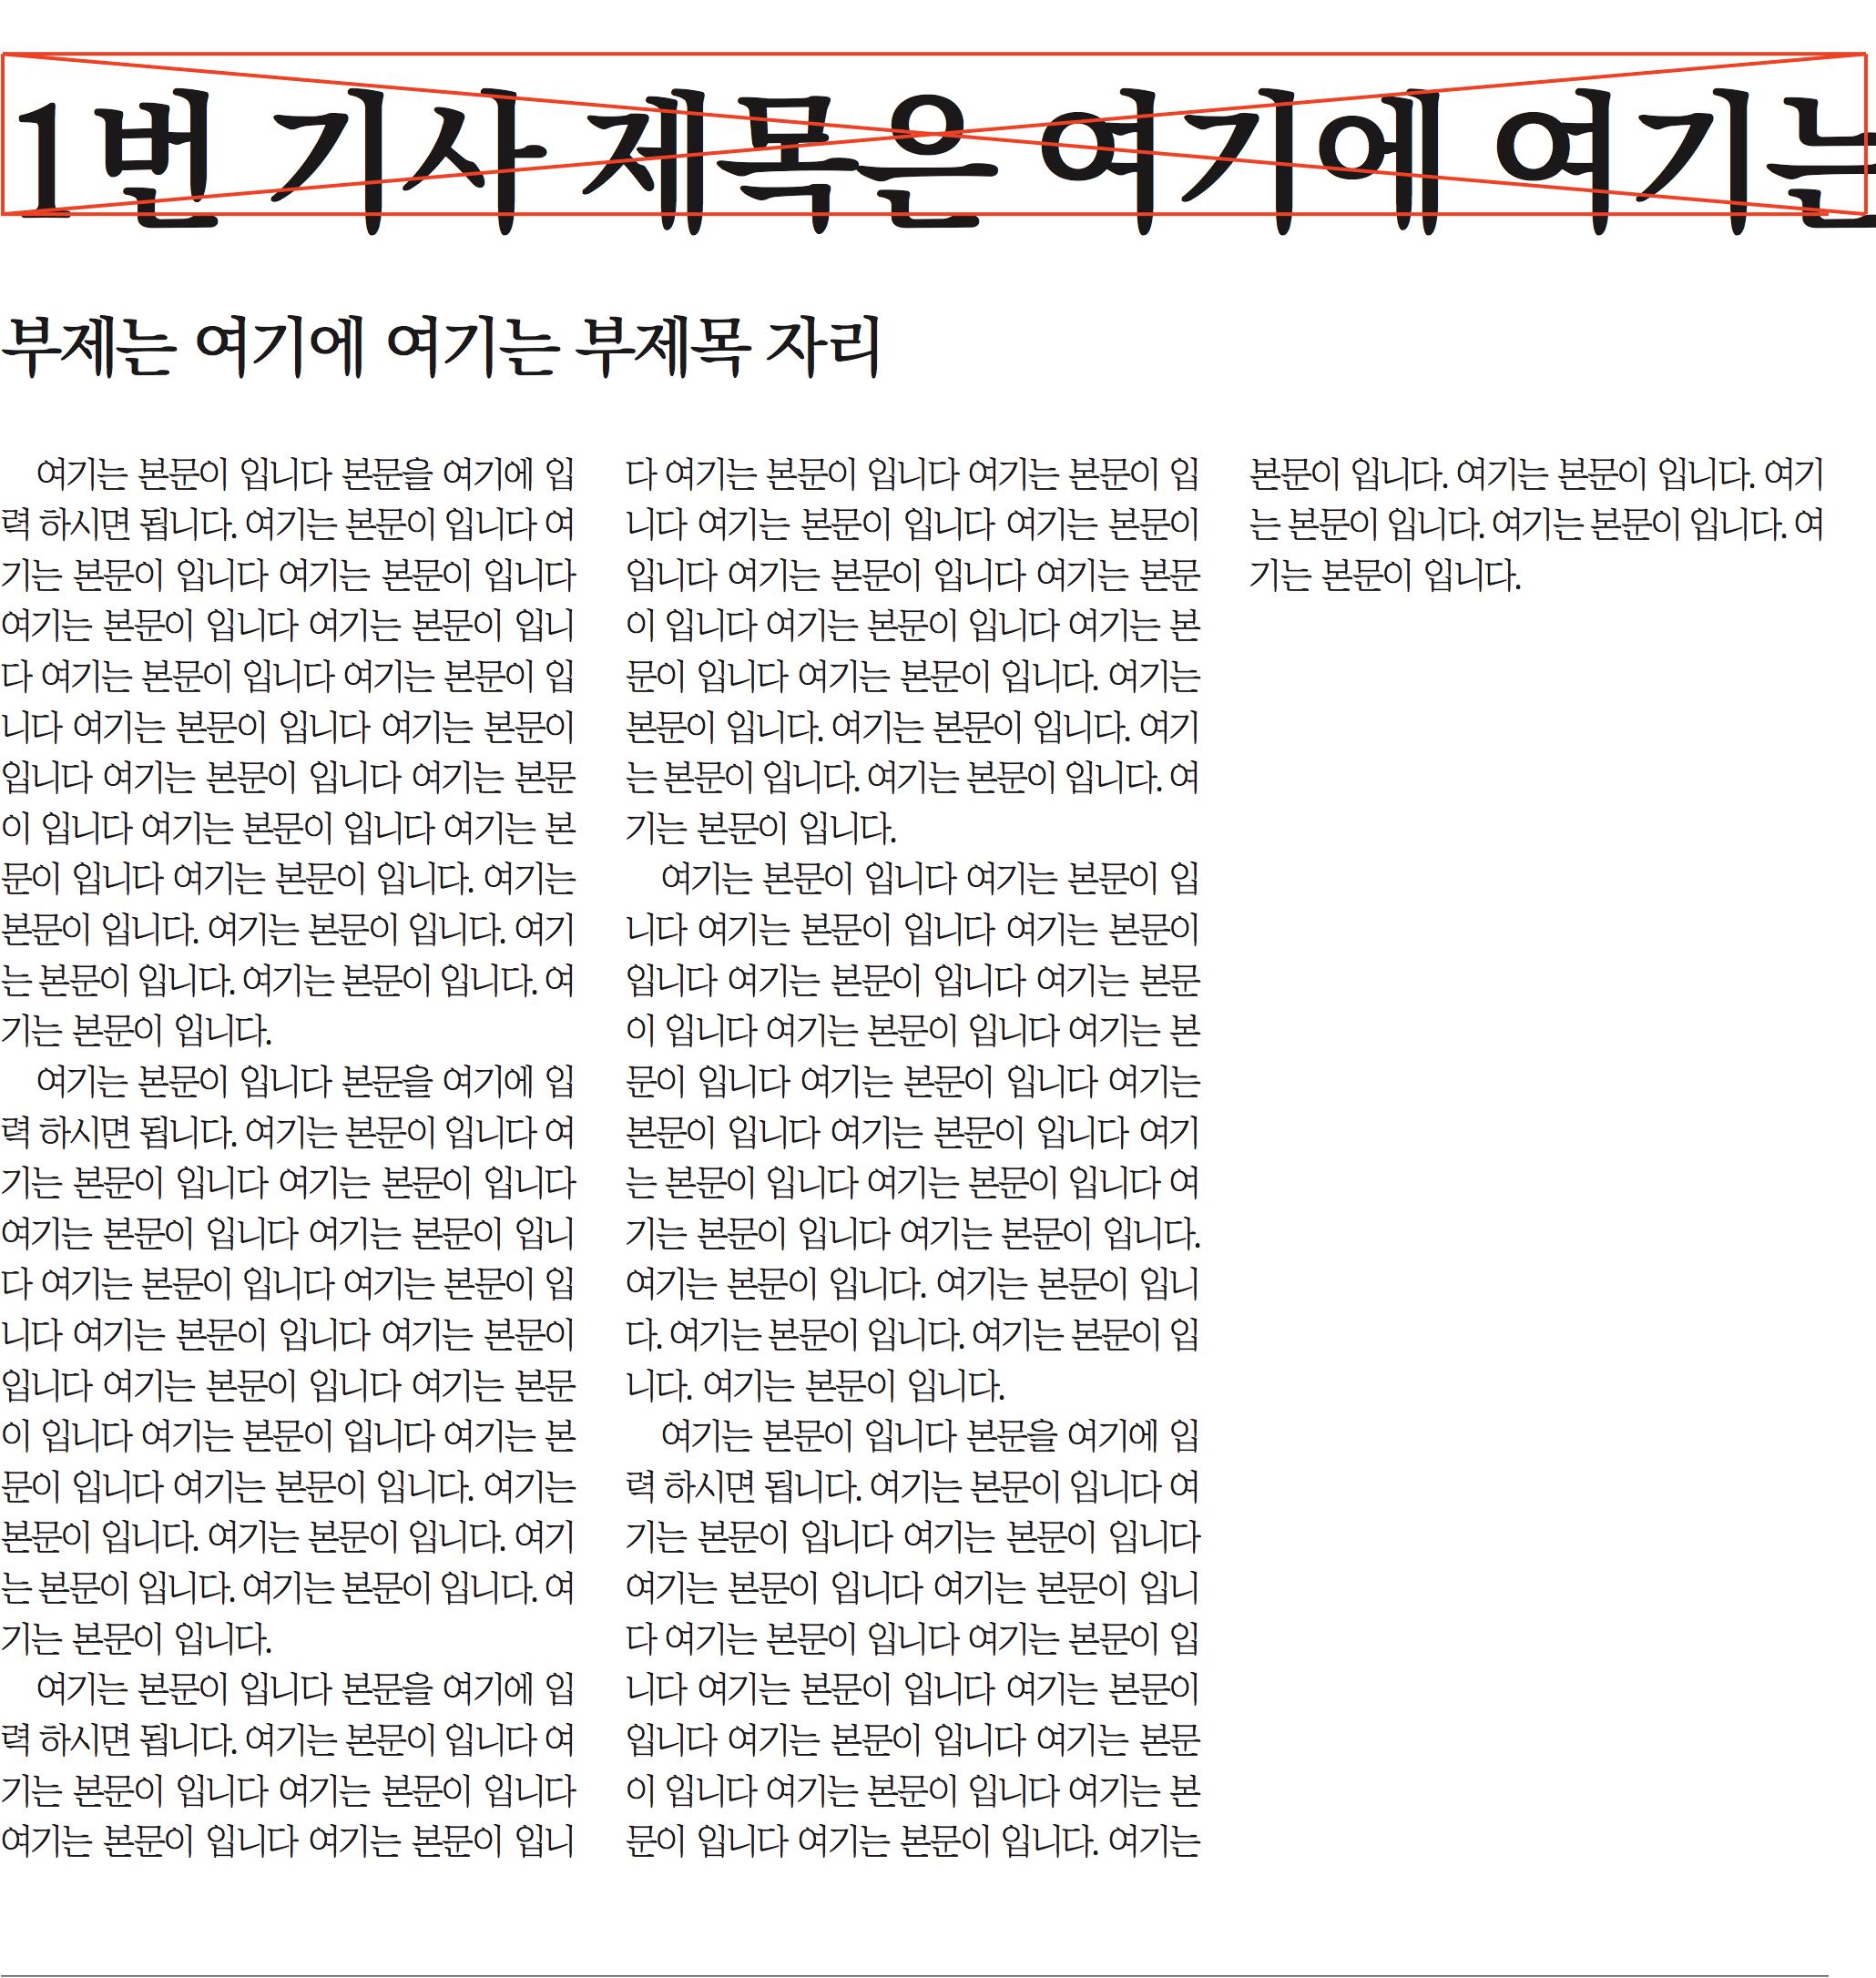 1번 기사 제목은 여기에 여기는
부제는 여기에 여기는 부제목 자리
여기는 본문이 입니다 본문을 여기에 입
력 하시면 됩니다. 여기는 본문이 입니다 여
기는 본문이 입니다 여기는 본문이 입니다
여기는 본문이 입니다 여기는 본문이 입니
다 여기는 본문이 입니다 여기는 본문이 입
니다 여기는 본문이 입니다 여기는 본문이
입니다 여기는 본문이 입니다 여기는 본문
이 입니다 여기는 본문이 입니다 여기는 본
문이 입니다 여기는 본문이 입니다. 여기는
본문이 입니다. 여기는 본문이 입니다. 여기
는 본문이 입니다. 여기는 본문이 입니다. 여
기는 본문이 입니다.
여기는 본문이 입니다 본문을 여기에 입
력 하시면 됩니다. 여기는 본문이 입니다 여
기는 본문이 입니다 여기는 본문이 입니다
여기는 본문이 입니다 여기는 본문이 입니
다 여기는 본문이 입니다 여기는 본문이 입
니다 여기는 본문이 입니다 여기는 본문이
입니다 여기는 본문이 입니다 여기는 본문
이 입니다 여기는 본문이 입니다 여기는 본
문이 입니다 여기는 본문이 입니다. 여기는
본문이 입니다. 여기는 본문이 입니다. 여기
는 본문이 입니다. 여기는 본문이 입니다. 여
기는 본문이 입니다.
여기는 본문이 입니다 본문을 여기에 입
력 하시면 됩니다. 여기는 본문이 입니다 여
기는 본문이 입니다 여기는 본문이 입니다
여기는 본문이 입니다 여기는 본문이 입니
다 여기는 본문이 입니다 여기는 본문이 입
니다 여기는 본문이 입니다 여기는 본문이
입니다 여기는 본문이 입니다 여기는 본문
이 입니다 여기는 본문이 입니다 여기는 본
문이 입니다 여기는 본문이 입니다. 여기는
본문이 입니다. 여기는 본문이 입니다. 여기
는 본문이 입니다. 여기는 본문이 입니다. 여
기는 본문이 입니다.
여기는 본문이 입니다 여기는 본문이 입
니다 여기는 본문이 입니다 여기는 본문이
입니다 여기는 본문이 입니다 여기는 본문
이 입니다 여기는 본문이 입니다 여기는 본
문이 입니다 여기는 본문이 입니다 여기는
본문이 입니다 여기는 본문이 입니다 여기
는 본문이 입니다 여기는 본문이 입니다 여
기는 본문이 입니다 여기는 본문이 입니다.
여기는 본문이 입니다. 여기는 본문이 입니
다. 여기는 본문이 입니다. 여기는 본문이 입
니다. 여기는 본문이 입니다.
여기는 본문이 입니다 본문을 여기에 입
력 하시면 됩니다. 여기는 본문이 입니다 여
기는 본문이 입니다 여기는 본문이 입니다
여기는 본문이 입니다 여기는 본문이 입니
다 여기는 본문이 입니다 여기는 본문이 입
니다 여기는 본문이 입니다 여기는 본문이
입니다 여기는 본문이 입니다 여기는 본문
이 입니다 여기는 본문이 입니다 여기는 본
문이 입니다 여기는 본문이 입니다. 여기는
본문이 입니다. 여기는 본문이 입니다. 여기
는 본문이 입니다. 여기는 본문이 입니다. 여
기는 본문이 입니다.